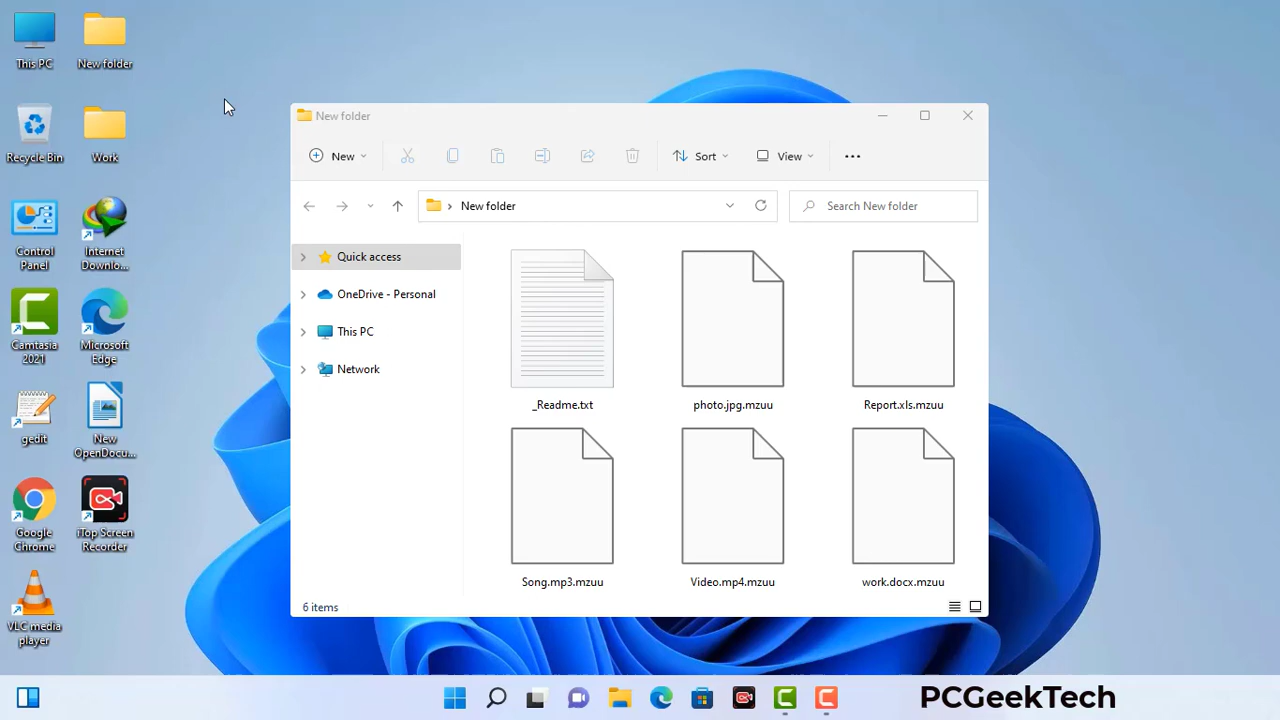 This PC
New folder
Recycle Bin
Work
Control
Panel
Internet
Downlo...
Camtasia
2021
Microsoft
Edge
gedit
New
OpenDocu...
Google
Chrome
iTop Screen
Recorder
VLC media
player
New folder
New
Sort
View
New folder
Search New folder
Quick access
OneDrive - Personal
This PC
Network
_Readme.txt
photo.jpg.mzuu
Report.xls.mzuu
Song.mp3.mzuu
Video.mp4.mzuu
work.docx.mzuu
6 items
PCGeekTech